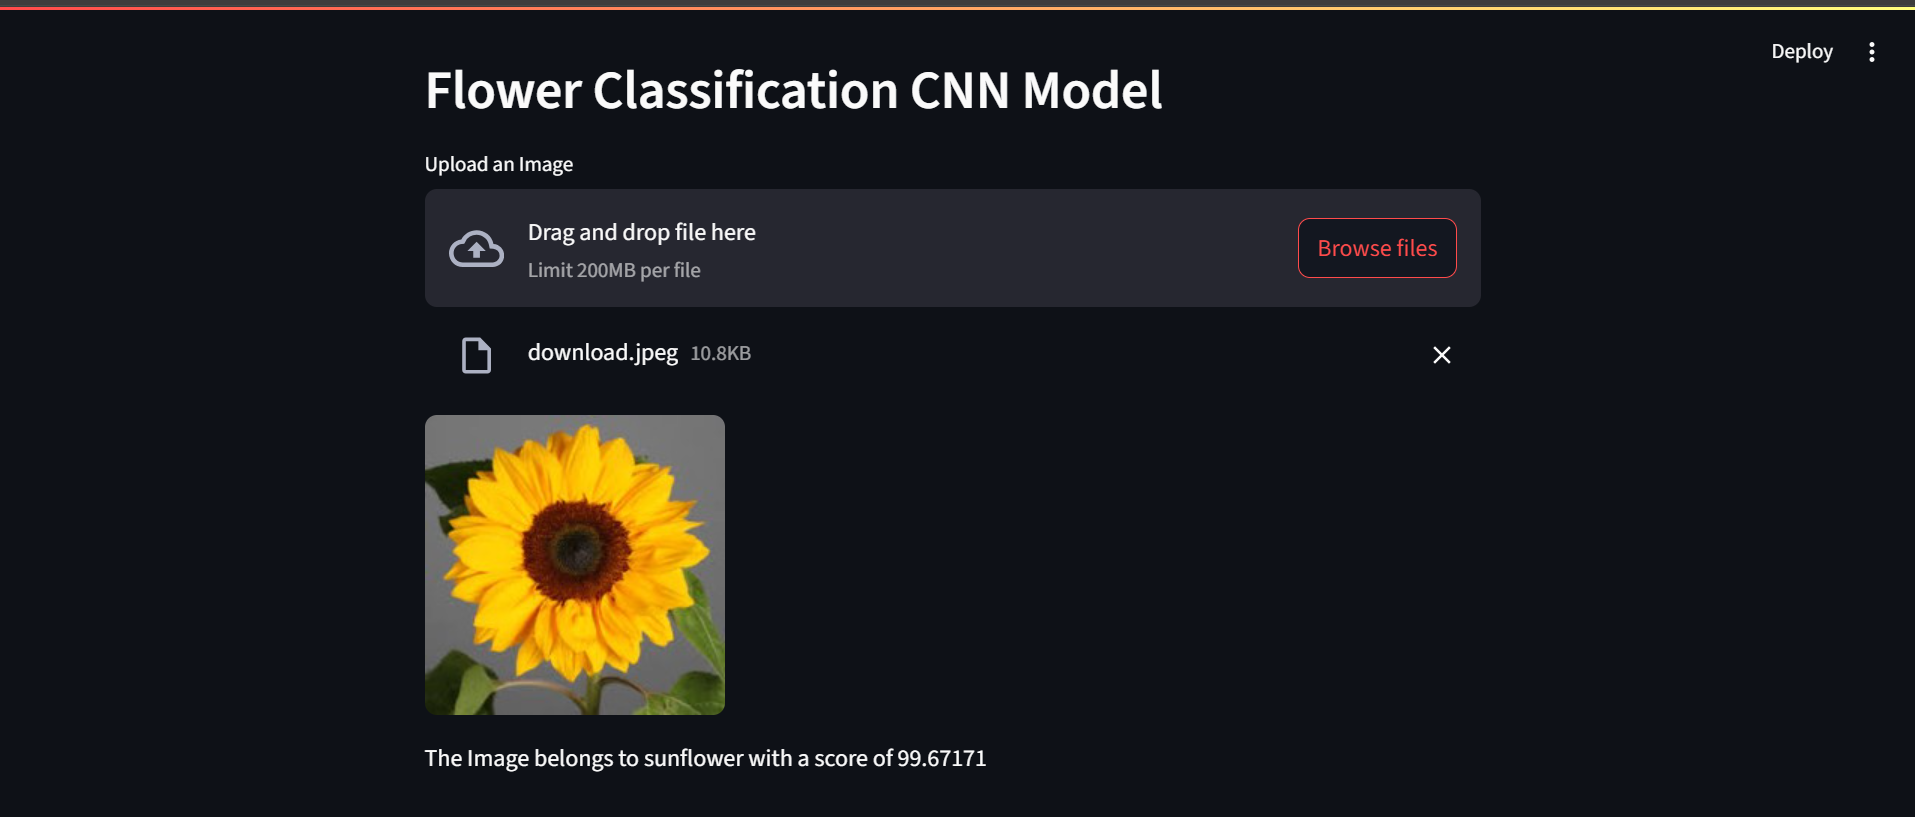 Deploy
Flower Classification CNN Model
Upload an Image
Drag and drop file here
Limit 200MB per file
Browse files
download.jpeg 10.8KB
The Image belongs to sunflower with a score of 99.67171